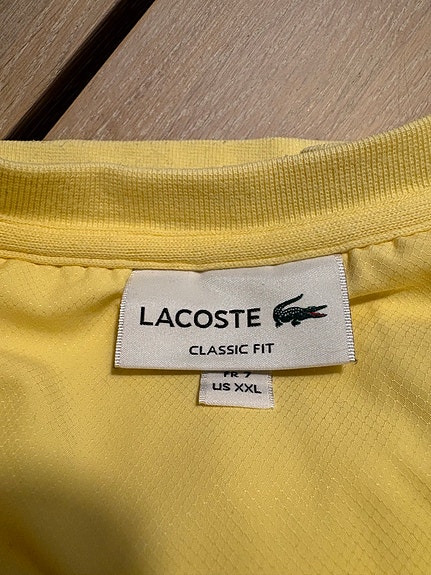 LACOSTE
CLASSIC FIT
FR 7
US XXL